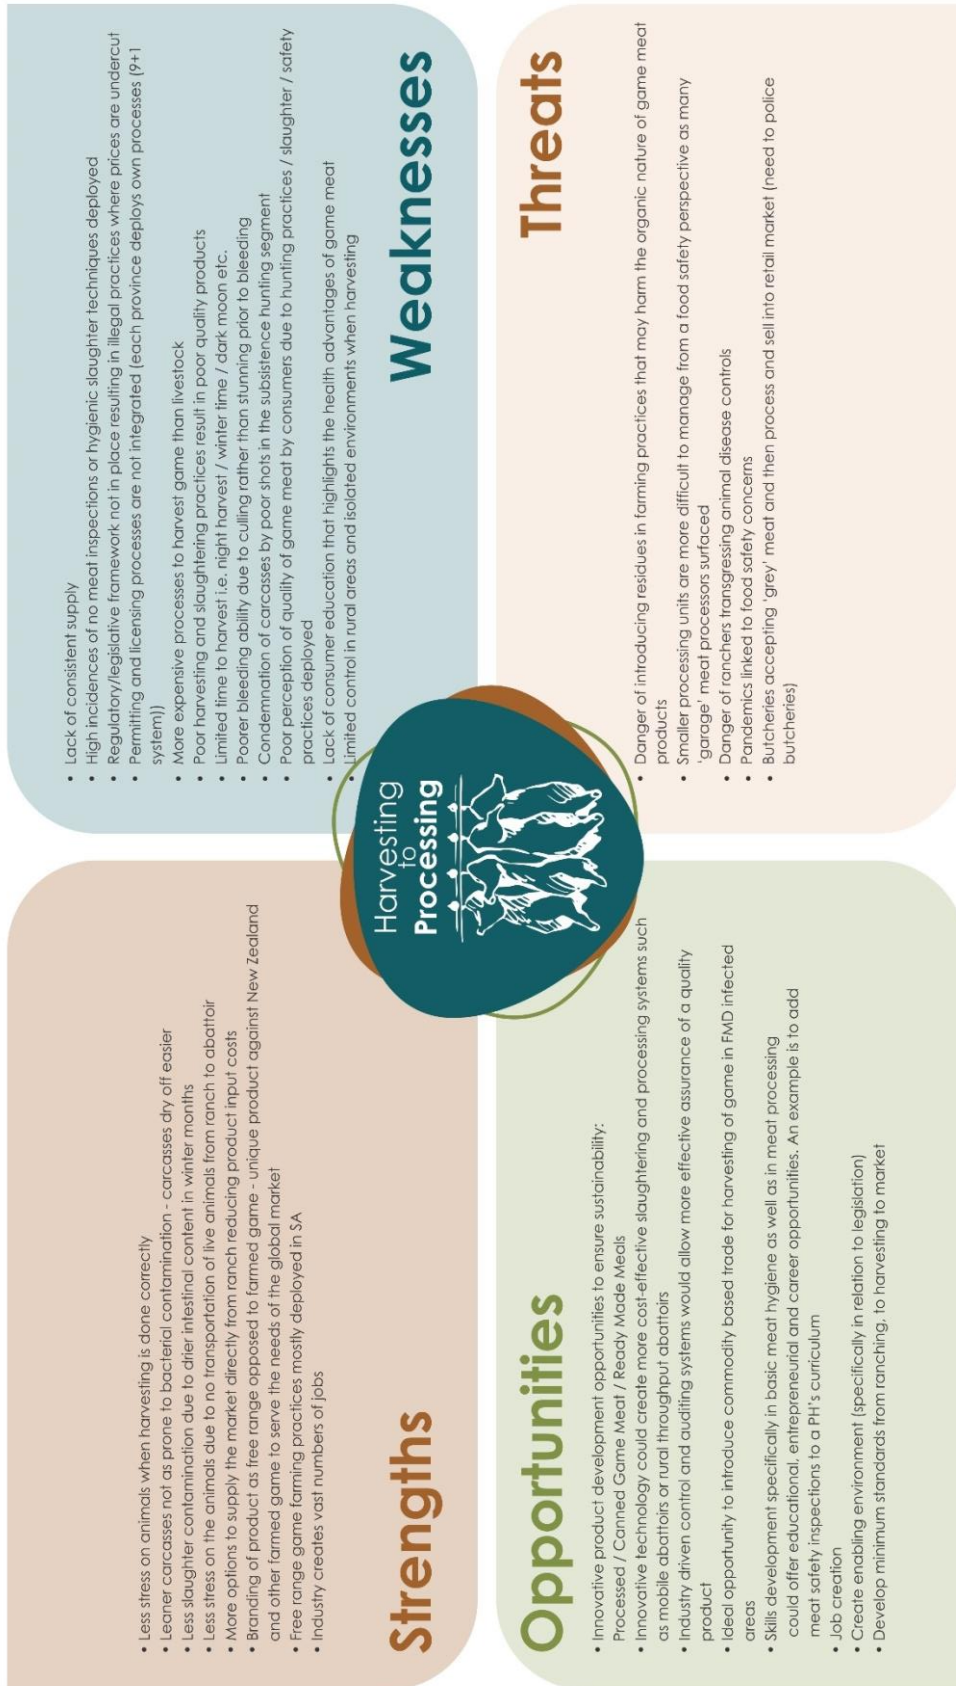 Strengths
• Less stress on animals when harvesting is done correctly
• Leaner carcasses not as prone to bacterial contamination - carcasses dry off easier
• Less slaughter contamination due to drier intestinal content in winter months
• Less stress on the animals due to no transportation of live animals from ranch to abattoir
• More options to supply the market directly from ranch reducing product input costs
• Branding of product as free range opposed to farmed game - unique product against New Zealand
and other farmed game to serve the needs of the global market
• Free range game farming practices mostly deployed in SA
• Industry creates vast numbers of jobs
Weaknesses
• Lack of consistent supply
• High incidences of no meat inspections or hygienic slaughter techniques deployed
• Regulatory/legislative framework not in place resulting in illegal practices where prices are undercut
• Permitting and licensing processes are not integrated (each province deploys own processes (9+1
system))
• More expensive processes to harvest game than livestock
• Poor harvesting and slaughtering practices result in poor quality products
• Limited time to harvest i.e. night harvest / winter time / dark moon etc.
• Poorer bleeding ability due to culling rather than stunning prior to bleeding
• Condemnation of carcasses by poor shots in the subsistence hunting segment
• Poor perception of quality of game meat by consumers due to hunting practices / slaughter / safety
practices deployed
• Lack of consumer education that highlights the health advantages of game meat
• Limited control in rural areas and isolated environments when harvesting
Harvesting
to
Processing
Opportunities
• Innovative product development opportunities to ensure sustainability:
Processed / Canned Game Meat / Ready Made Meals
• Innovative technology could create more cost-effective slaughtering and processing systems such
as mobile abattoirs or rural throughput abattoirs
• Industry driven control and auditing systems would allow more effective assurance of a quality
product
• Ideal opportunity to introduce commodity based trade for harvesting of game in FMD infected
areas
• Skills development specifically in basic meat hygiene as well as in meat processing
could offer educational, entrepreneurial and career opportunities. An example is to add
meat safety inspections to a PH's curriculum
• Job creation
• Create enabling environment (specifically in relation to legislation)
• Develop minimum standards from ranching, to harvesting to market
Threats
• Danger of introducing residues in farming practices that may harm the organic nature of game meat
products
• Smaller processing units are more difficult to manage from a food safety perspective as many
'garage' meat processors surfaced
• Danger of ranchers transgressing animal disease controls
• Pandemics linked to food safety concerns
• Butcheries accepting 'grey' meat and then process and sell into retail market (need to police
butcheries)